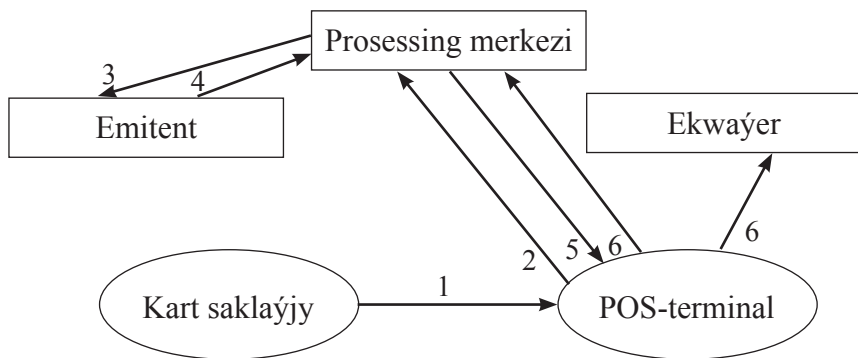 Prosessing merkezi
3
4
Emitent
Ekwaýer
2
5
6
6
1
Kart saklaýjy
POS-terminal